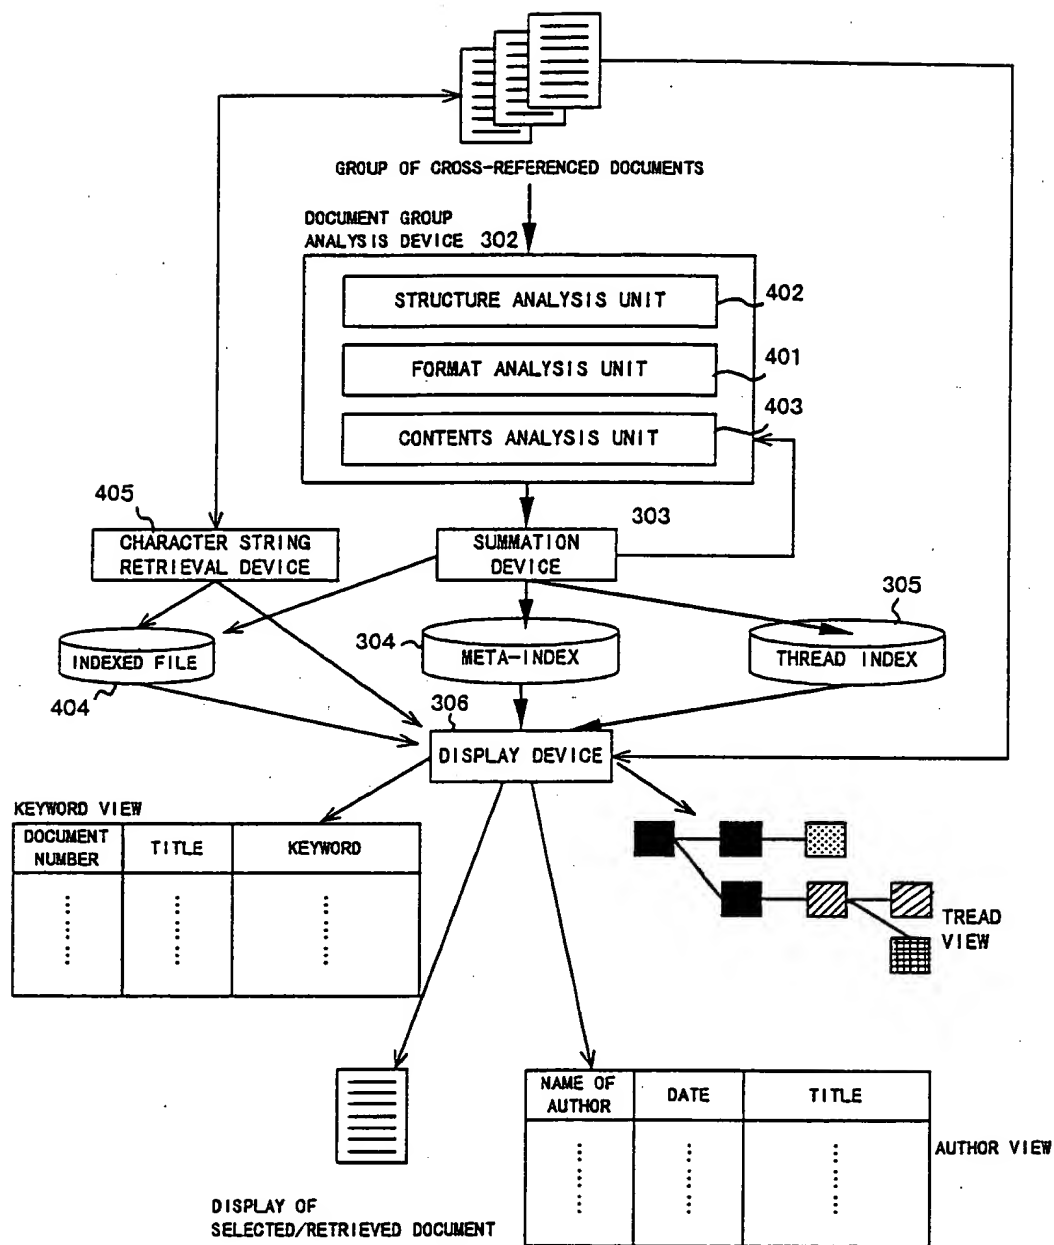 GROUP OF CROSS-REFERENCED DOCUMENTS
DOCUMENT GROUP
ANALYSIS DEVICE 302
STRUCTURE ANALYSIS UNIT
402
FORMAT ANALYSIS UNIT
401
CONTENTS ANALYSIS UNIT
403
405
CHARACTER STRING
RETRIEVAL DEVICE
303
SUMMATION
DEVICE
305
INDEXED FILE
404
304
META-INDEX
THREAD INDEX
306
DISPLAY DEVICE
KEYWORD VIEW
DOCUMENT
NUMBER
TITLE
KEYWORD
TREAD
VIEW
NAME OF
AUTHOR
DATE
TITLE
AUTHOR VIEW
DISPLAY OF
SELECTED/RETRIEVED DOCUMENT